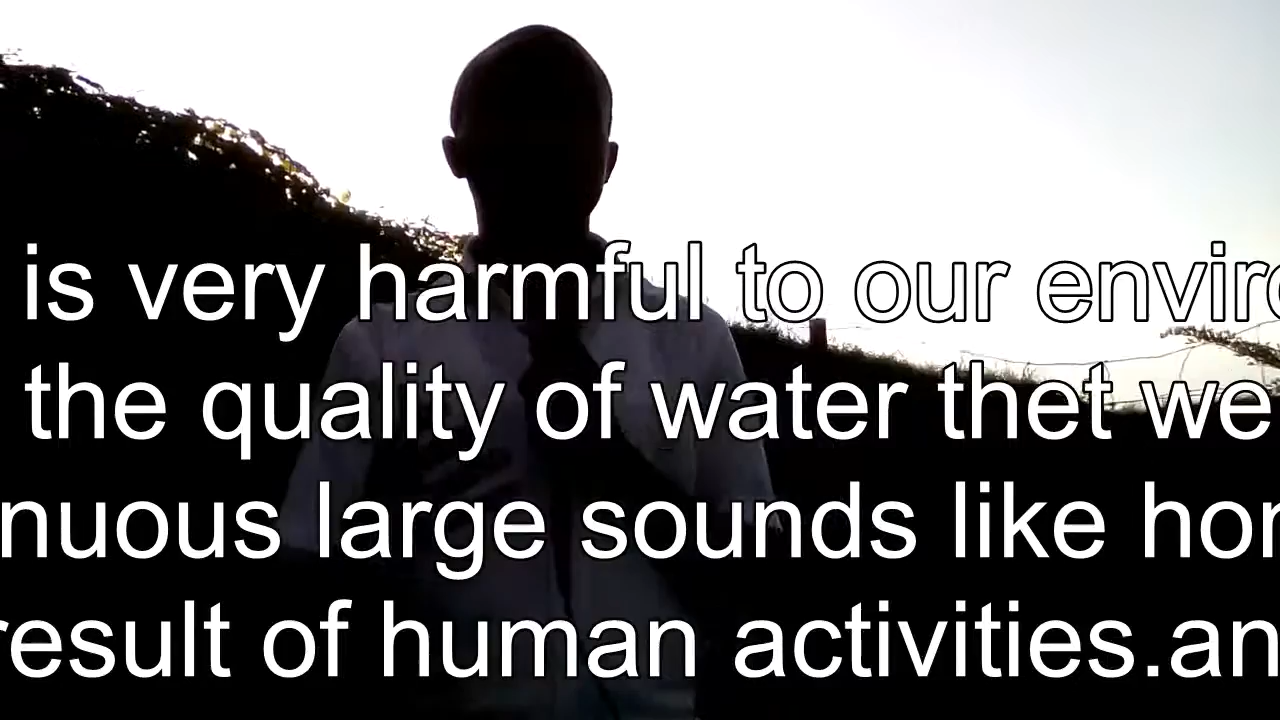 is very harmful to our enviro
the quality of water thet we
nuous large sounds like hor
result of human activities.an